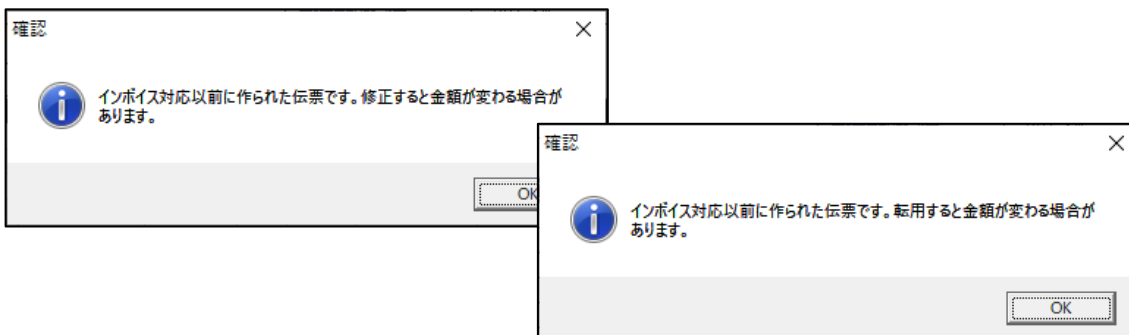 確認
インボイス対応以前に作られた伝票です。修正すると金額が変わる場合が
あります。
OK
確認
インボイス対応以前に作られた伝票です。転用すると金額が変わる場合が
あります。
OK